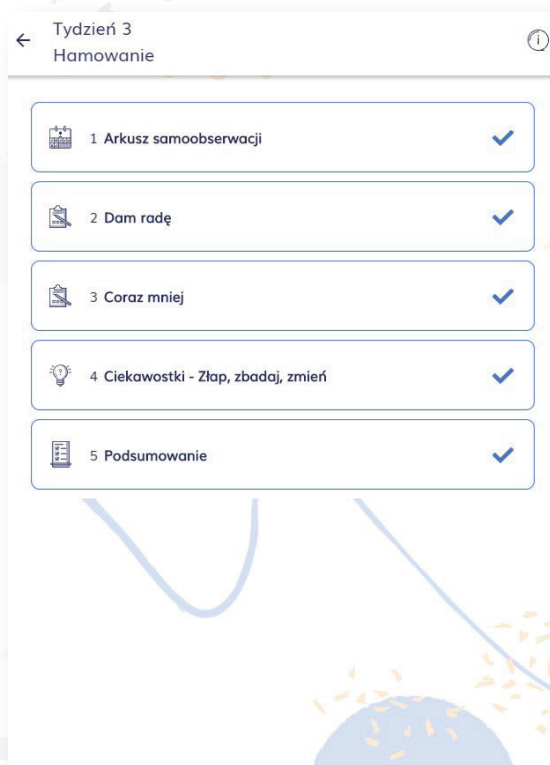 Tydzień 3
Hamowanie
1 Arkusz samoobserwacji
2 Dam radę
3 Coraz mniej
4 Ciekawostki - Złap, zbadaj, zmień
5 Podsumowanie